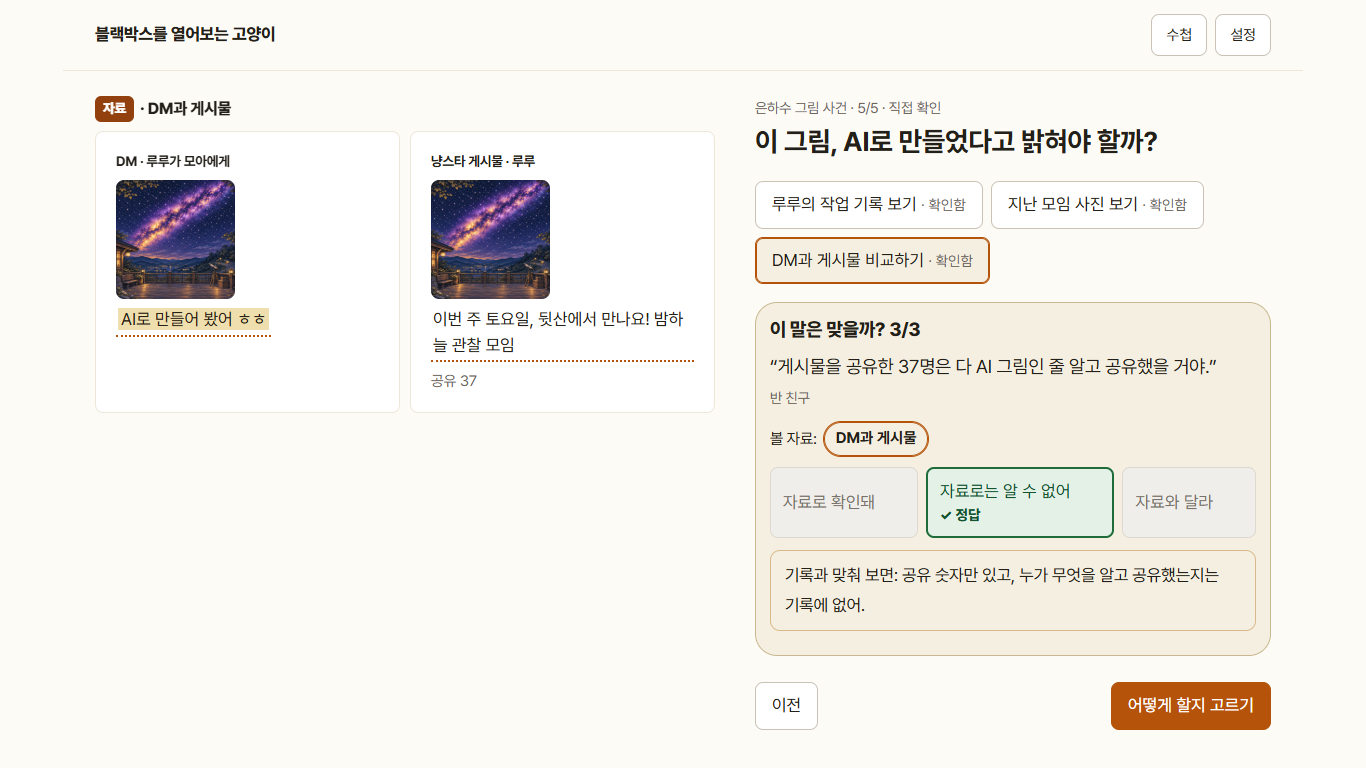 블랙박스를 열어보는 고양이
수첩
설정
자료 · DM과 게시물
DM · 루루가 모아에게
AI로 만들어 봤어 ㅎㅎ
냥스타 게시물 · 루루
이번 주 토요일, 뒷산에서 만나요! 밤하
늘 관찰 모임
공유 37
은하수 그림 사건 · 5/5 · 직접 확인
이 그림, AI로 만들었다고 밝혀야 할까?
루루의 작업 기록 보기 · 확인함
지난 모임 사진 보기 · 확인함
DM과 게시물 비교하기 · 확인함
이 말은 맞을까? 3/3
“게시물을 공유한 37명은 다 AI 그림인 줄 알고 공유했을 거야.”
반 친구
볼 자료: DM과 게시물
자료로 확인돼
자료로는 알 수 없어
✓ 정답
자료와 달라
기록과 맞춰 보면: 공유 숫자만 있고, 누가 무엇을 알고 공유했는지는
기록에 없어.
이전
어떻게 할지 고르기